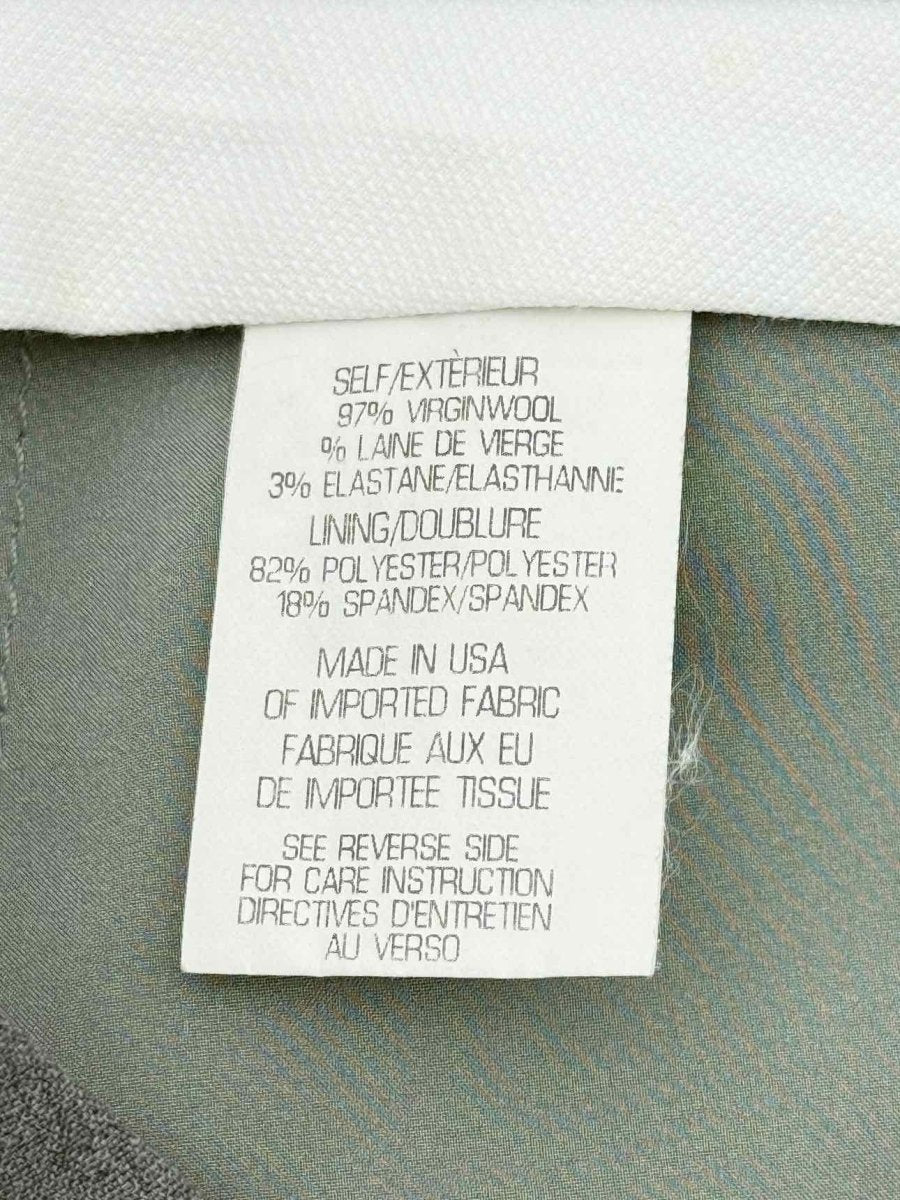 SELF/EXTÈRIEUR
97% VIRGINWOOL
% LAINE DE VIERGE
3% ELASTANE/ELASTHANNE
LINING/DOUBLURE
82% POLYESTER/POLYESTER
18% SPANDEX/SPANDEX
MADE IN USA
OF IMPORTED FABRIC
FABRIQUE AUX EU
DE IMPORTEE TISSUE
SEE REVERSE SIDE
FOR CARE INSTRUCTION
DIRECTIVES D'ENTRETIEN
AU VERSO